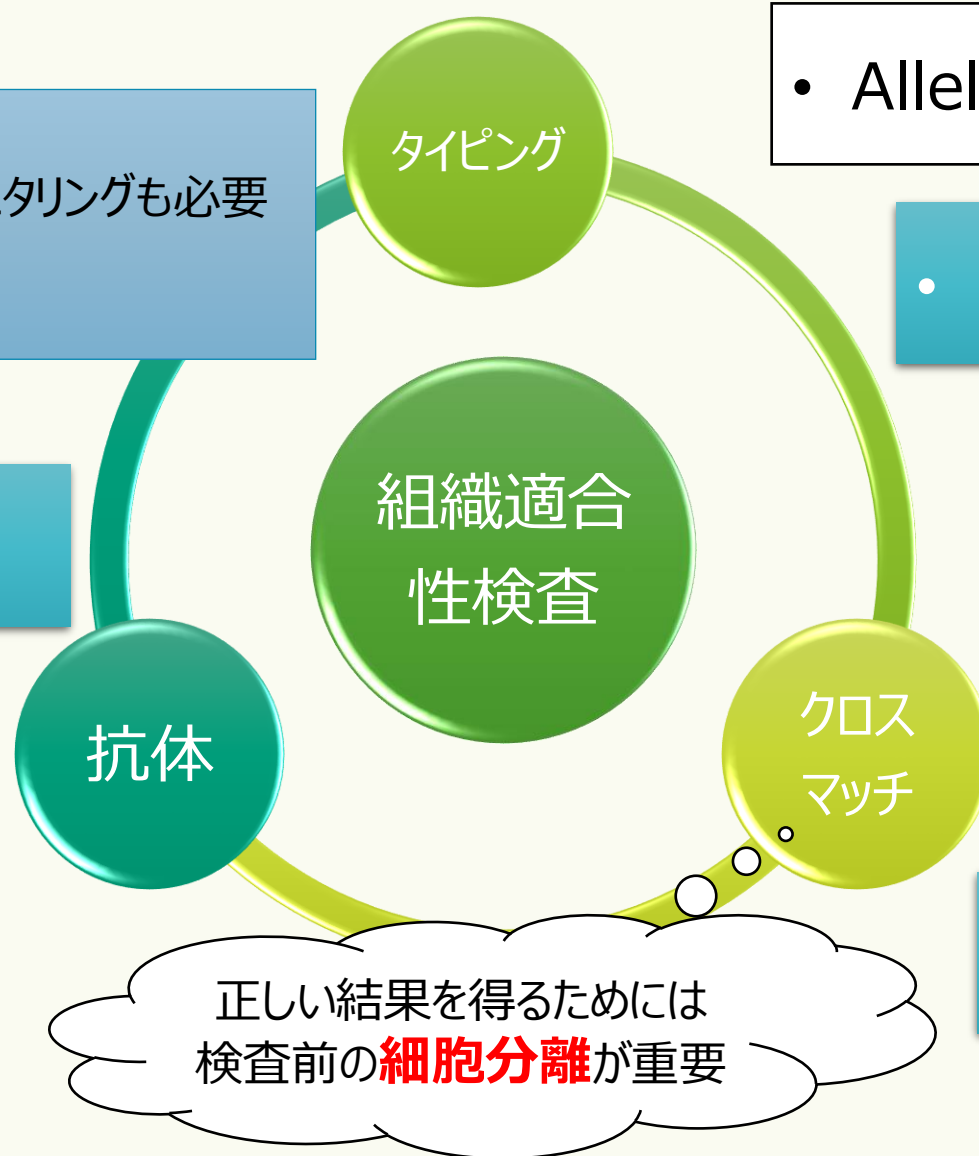 • Allel
タイピング
タリングも必要
•
組織適合
性検査
抗体
クロス
マッチ
正しい結果を得るためには
検査前の細胞分離が重要